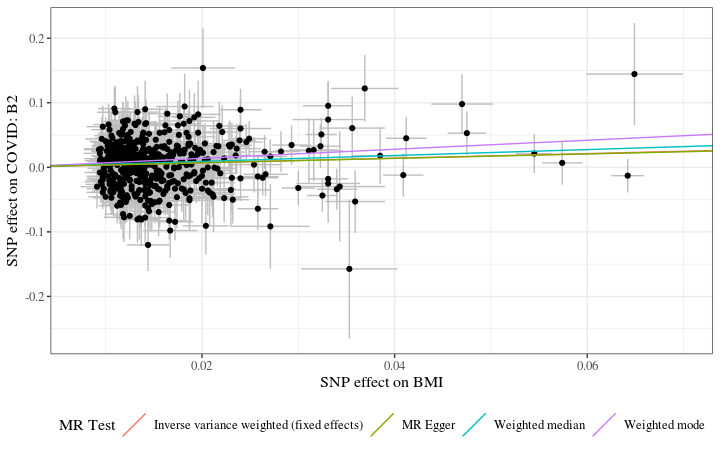 SNP effect on COVID: B2
0.2
0.1
0.0
-0.1
-0.2
0.02 0.04 0.06
SNP effect on BMI
MR Test Inverse variance weighted (fixed effects) MR Egger Weighted median Weighted mode